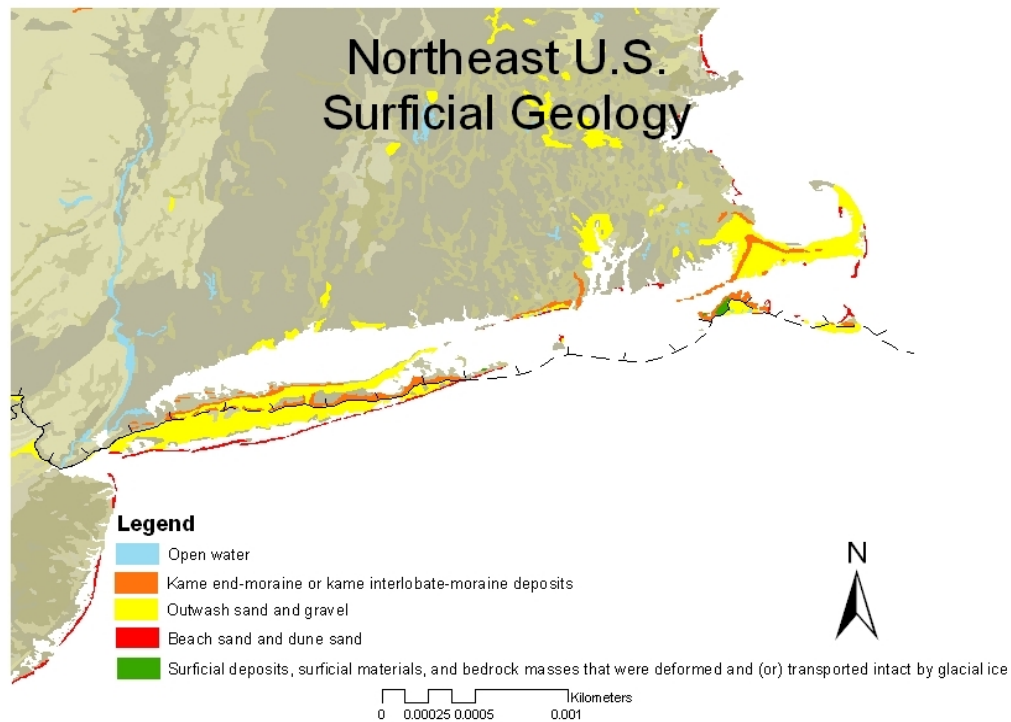 Northeast U.S.
Surficial Geology
Legend
Open water
Kame end-moraine or kame interlobate-moraine deposits
Outwash sand and gravel
Beach sand and dune sand
Surficial deposits, surficial materials, and bedrock masses that were deformed and (or) transported intact by glacial ice
N
Kilometers
0 0.00025 0.0005 0.001